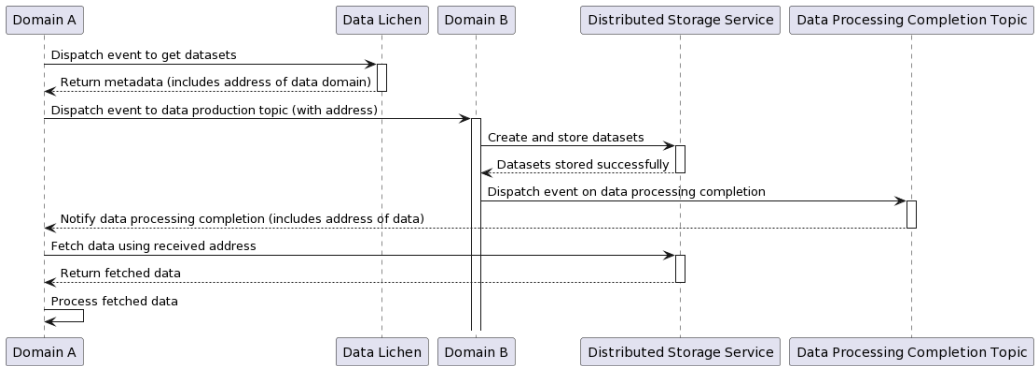 Domain A
Data Lichen
Domain B
Distributed Storage Service
Data Processing Completion Topic
Dispatch event to get datasets
Return metadata (includes address of data domain)
Dispatch event to data production topic (with address)
Create and store datasets
Datasets stored successfully
Dispatch event on data processing completion
Notify data processing completion (includes address of data)
Fetch data using received address
Return fetched data
Process fetched data
Domain A
Data Lichen
Domain B
Distributed Storage Service
Data Processing Completion Topic